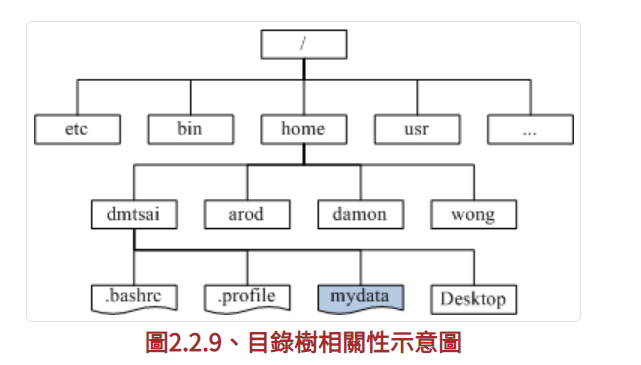 /
etc bin home usr ...
dmtsai arod damon wong
.bashrc .profile mydata Desktop
圖2.2.9、目錄樹相關性示意圖